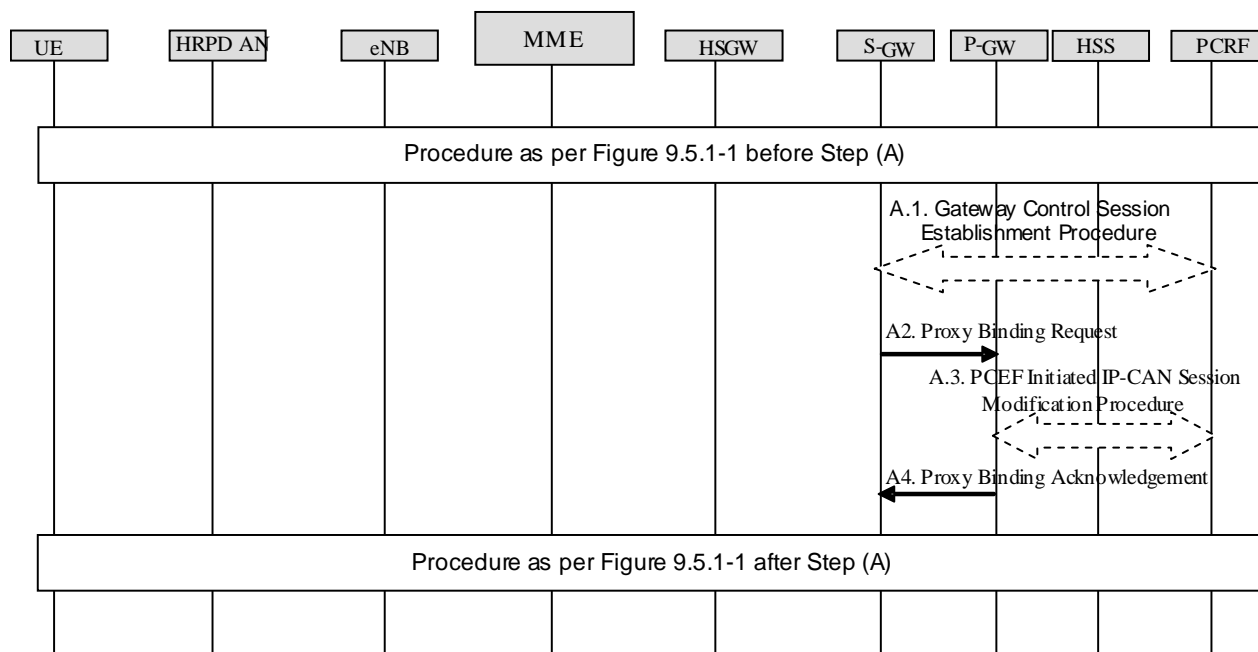 UE
HRPD AN
eNB
MME
HSGW
S-GW
P-GW
HSS
PCRF
Procedure as per Figure 9.5.1-1 before Step (A)
A.1. Gateway Control Session
Establishment Procedure
A2. Proxy Binding Request
A.3. PCEF Initiated IP-CAN Session
Modification Procedure
A4. Proxy Binding Acknowledgement
Procedure as per Figure 9.5.1-1 after Step (A)